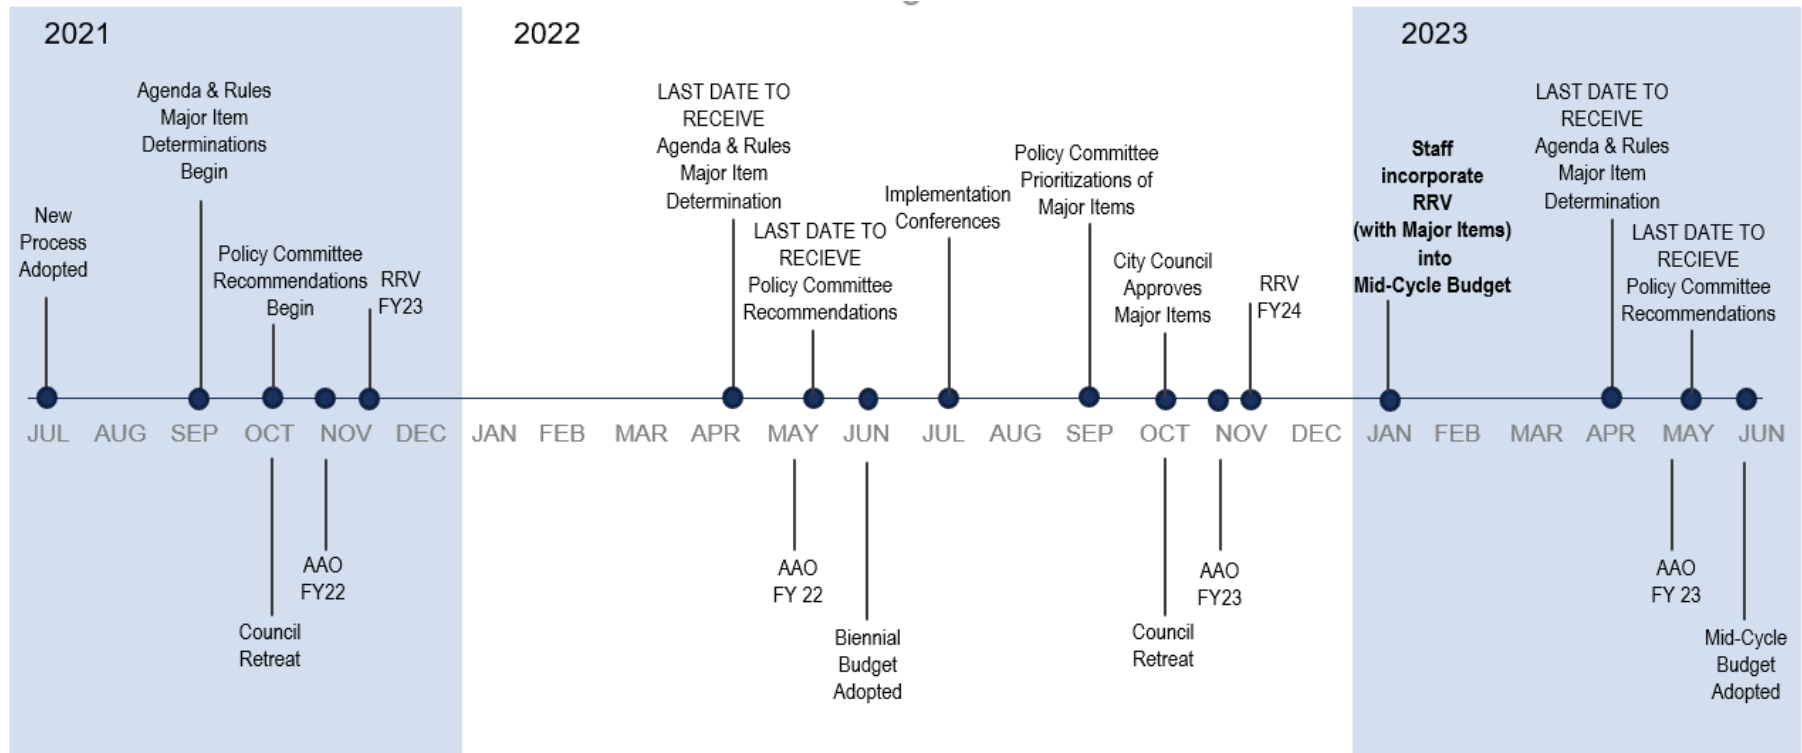 2021
2022
2023
New
Process
Adopted
Agenda & Rules
Major Item
Determinations
Begin
Policy Committee
Recommendations
Begin
RRV
FY23
LAST DATE TO
RECEIVE
Agenda & Rules
Major Item
Determination
LAST DATE TO
RECIEVE
Policy Committee
Recommendations
Implementation
Conferences
Policy Committee
Prioritizations of
Major Items
City Council
Approves
Major Items
RRV
FY24
Staff
incorporate
RRV
(with Major Items)
into
Mid-Cycle Budget
LAST DATE TO
RECEIVE
Agenda & Rules
Major Item
Determination
LAST DATE TO
RECIEVE
Policy Committee
Recommendations
JUL AUG SEP OCT NOV DEC JAN FEB MAR APR MAY JUN JUL AUG SEP OCT NOV DEC JAN FEB MAR APR MAY JUN
Council
Retreat
AAO
FY22
AAO
FY 22
Biennial
Budget
Adopted
Council
Retreat
AAO
FY23
AAO
FY 23
Mid-Cycle
Budget
Adopted